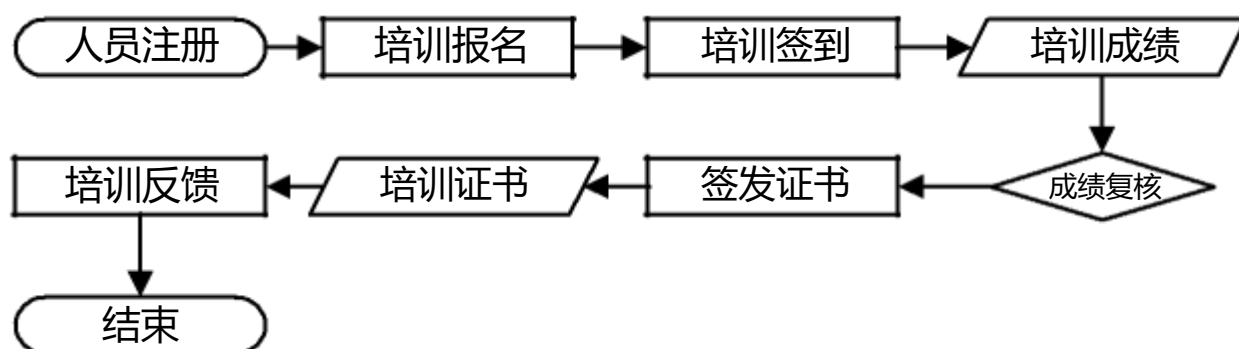 人员注册
培训报名
培训签到
培训成绩
成绩复核
签发证书
培训证书
培训反馈
结束